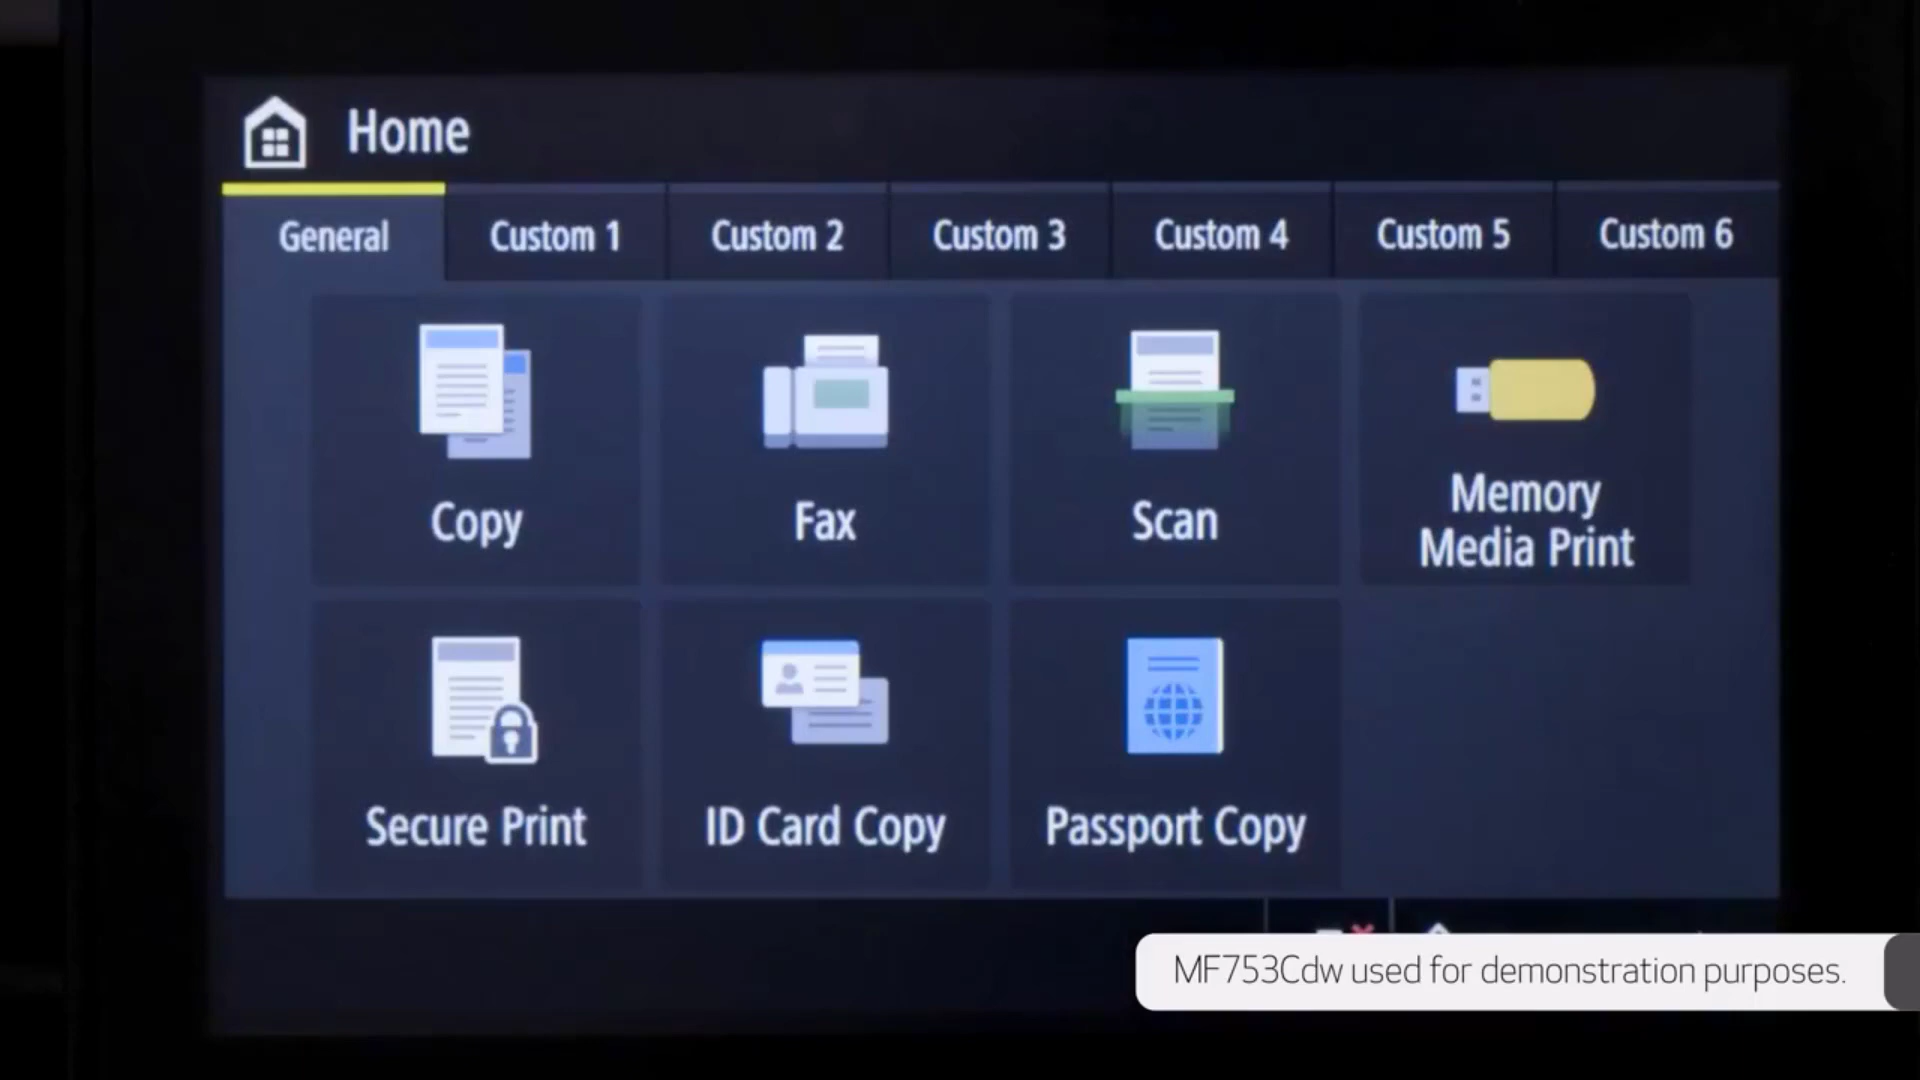 Home
General
Custom 1
Custom 2
Custom 3
Custom 4
Custom 5
Custom 6
Copy
Fax
Scan
Memory
Media Print
Secure Print
ID Card Copy
Passport Copy
MF753Cdw used for demonstration purposes.